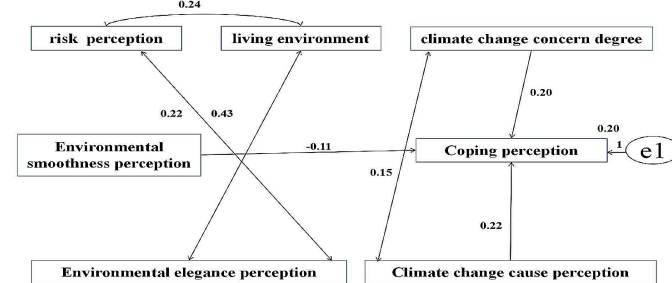 0.24
risk perception
living environment
climate change concern degree
0.22
0.43
0.20
Environmental
smoothness perception
-0.11
Coping perception
0.20
1
e1
0.15
0.22
Environmental elegance perception
Climate change cause perception